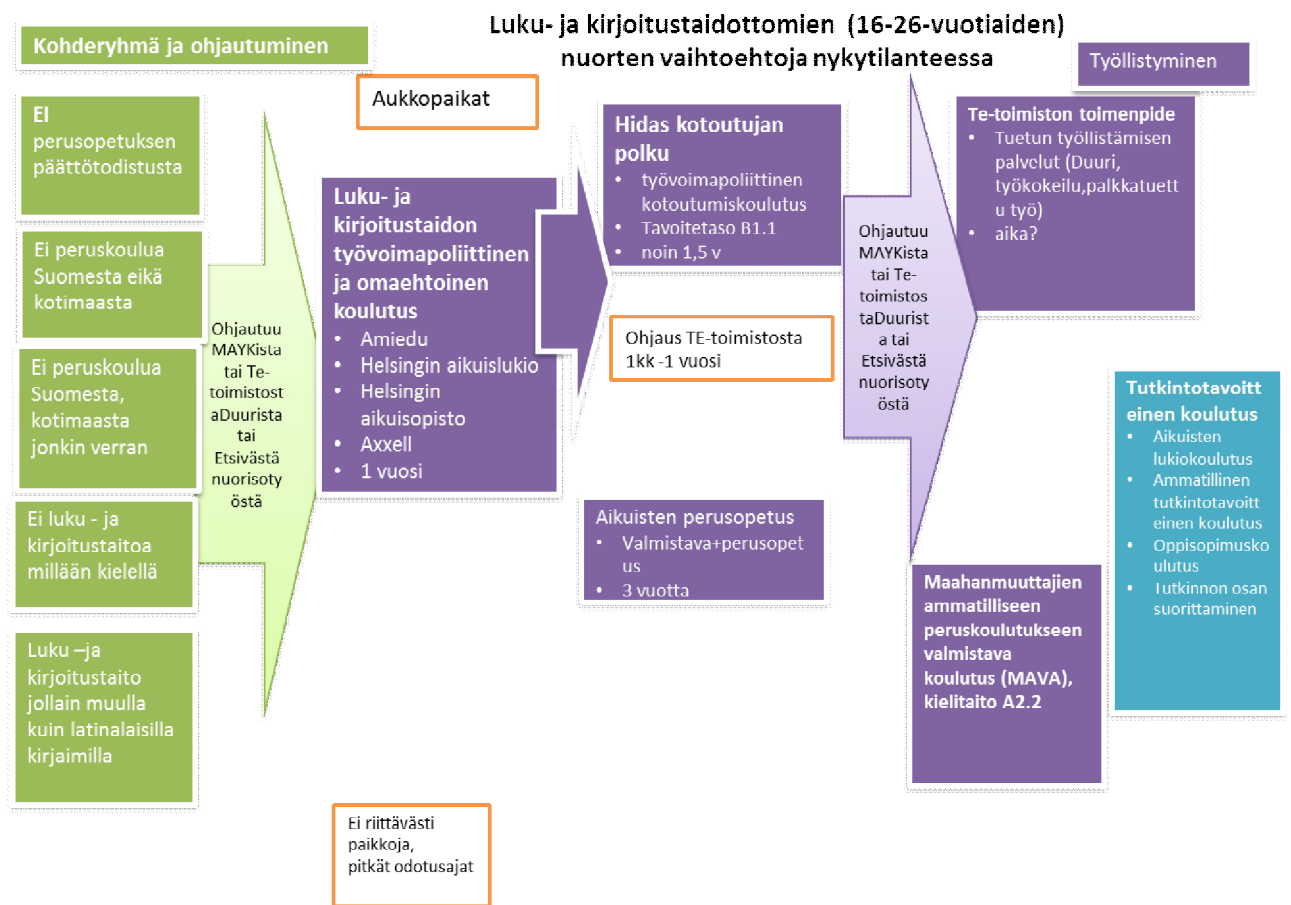 Luku- ja kirjoitustaidottomien (16-26-vuotiaiden)
nuorten vaihtoehtoja nykytilanteessa
Kohderyhmä ja ohjautuminen
EI
perusopetuksen
päättötodistusta
Ei peruskoulua
Suomesta eikä
kotimaasta
Ei peruskoulua
Suomesta,
kotimaasta
jonkin verran
Ei luku - ja
kirjoitustaitoa
millään kielellä
Luku –ja
kirjoitustaito
jollain muulla
kuin latinalaisilla
kirjaimilla
Ohjautuu
MAYKista
tai Te-
toimistost
aDuurista
tai
Etsivästä
nuorisoty
östä
Aukkopaikat
Luku- ja
kirjoitustaidon
työvoimapoliittinen
ja omaehtoinen
koulutus
• Amiedu
• Helsingin aikuislukio
• Helsingin
aikuisopisto
• Axxell
• 1 vuosi
Ei riittävästi
paikkoja,
pitkät odotusajat
Hidas kotoutujan
polku
• työvoimapoliittinen
kotoutumiskoulutus
• Tavoitetaso B1.1
• noin 1,5 v
Ohjaus TE-toimistosta
1kk -1 vuosi
Aikuisten perusopetus
• Valmistava+perusopet
us
• 3 vuotta
Ohjautuu
MAYKista
tai Te-
toimistos
taDuurist
a tai
Etsivästä
nuorisoty
östä
Työllistyminen
Te-toimiston toimenpide
• Tuetun työllistämisen
palvelut (Duuri,
työkokeilu,palkkatuett
u työ)
• aika?
Maahanmuuttajien
ammatilliseen
peruskoulutukseen
valmistava
koulutus (MAVA),
kielitaito A2.2
Tutkintotavoitt
einen koulutus
• Aikuisten
lukiokoulutus
• Ammatillinen
tutkintotavoitt
einen koulutus
• Oppisopimusko
ulutus
• Tutkinnon osan
suorittaminen